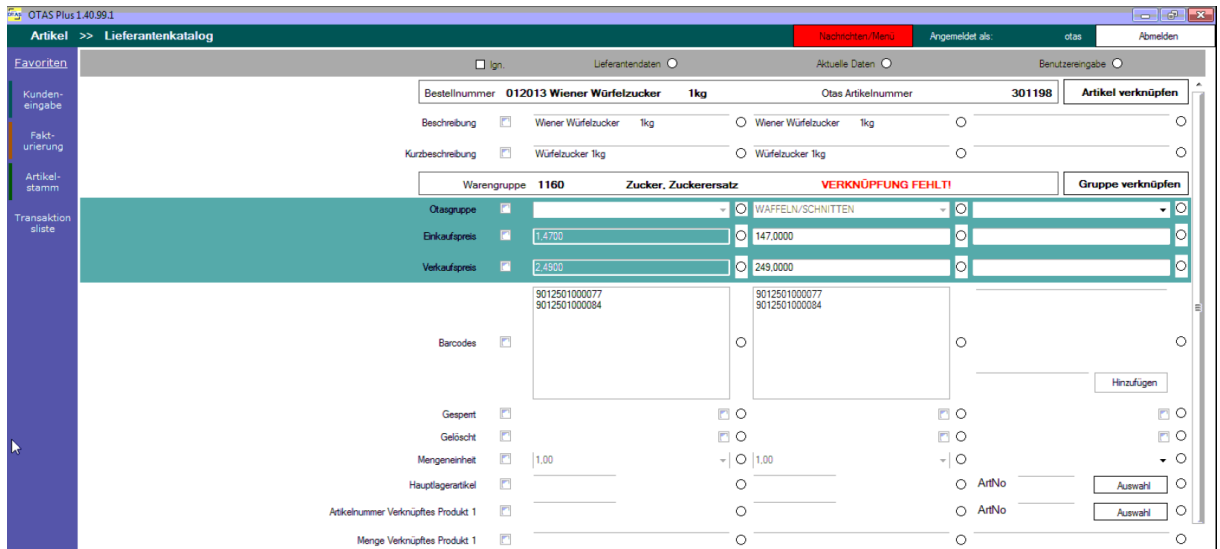 OTAS OTAS Plus 1.40.99.1
Artikel >> Lieferantenkatalog Nachrichten/Menü Angemeldet als: otas Abmelden
Favoriten
Kunden-
eingabe
Fakt-
urierung
Artikel-
stamm
Transaktion
sliste
Ign. Lieferantendaten Aktuelle Daten Benutzereingabe
Bestellnummer 012013 Wiener Würfelzucker 1kg Otas Artikelnummer 301198 Artikel verknüpfen
Beschreibung Wiener Würfelzucker 1kg Wiener Würfelzucker 1kg
Kurzbeschreibung Würfelzucker 1kg Würfelzucker 1kg
Warengruppe 1160 Zucker, Zuckerersatz VERKNÜPFUNG FEHLT! Gruppe verknüpfen
Otasgruppe WAFFELN/SCHNITTEN
Einkaufspreis 1,4700 147,0000
Verkaufspreis 2,4900 249,0000
9012501000077 9012501000077
9012501000084 9012501000084
Barcodes
Hinzufügen
Gesperrt
Gelöscht
Mengeneinheit 1,00 1,00
Hauptlagerartikel ArtNo Auswahl
Artikelnummer Verknüpftes Produkt 1 ArtNo Auswahl
Menge Verknüpftes Produkt 1